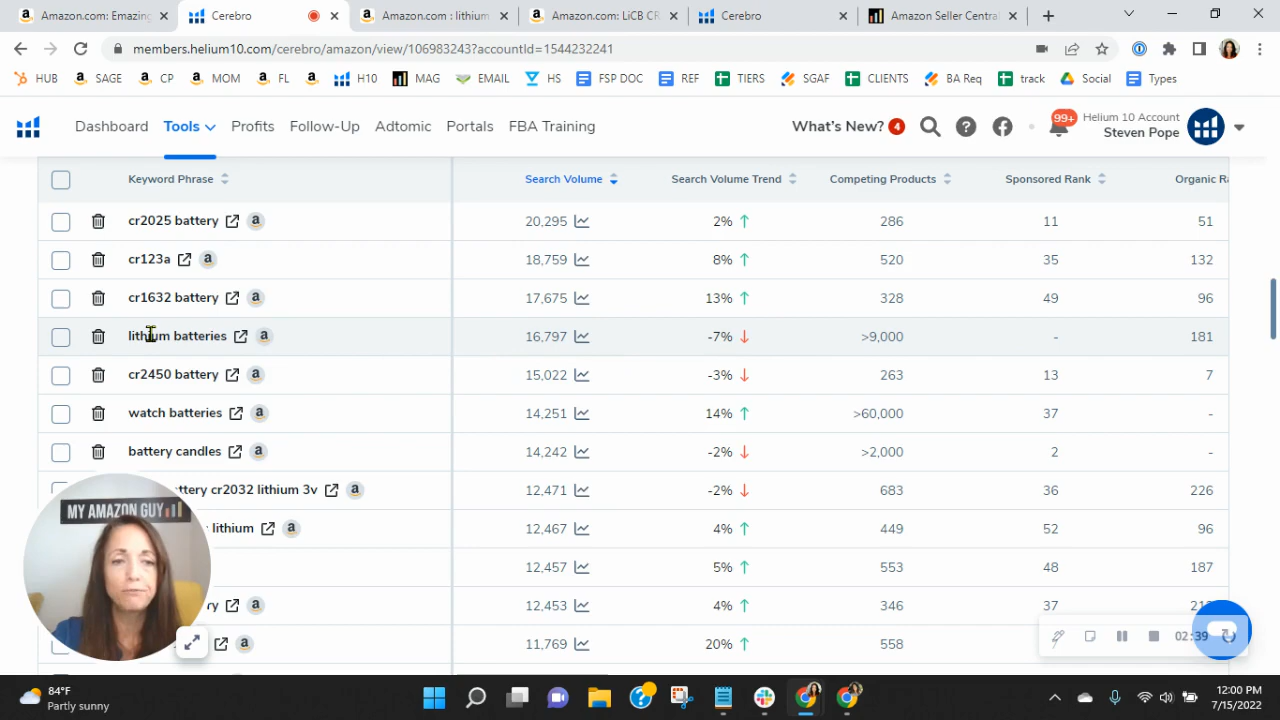 Amazon.com: Emazing
Cerebro
Amazon.com : lithium
Amazon.com: LiCB CR
Cerebro
Amazon Seller Central
members.helium10.com/cerebro/amazon/view/106983243?accountId=1544232241
HUB SAGE CP MOM FL H10 MAG EMAIL HS FSP DOC REF TIERS SGAF CLIENTS BA Req track Social Types
Dashboard Tools Profits Follow-Up Adtomic Portals FBA Training What's New? 4 99+ Helium 10 Account
Steven Pope
Keyword Phrase Search Volume Search Volume Trend Competing Products Sponsored Rank Organic Ra
cr2025 battery 20,295 2% 286 11 51
cr123a 18,759 8% 520 35 132
cr1632 battery 17,675 13% 328 49 96
lithium batteries 16,797 -7% >9,000 - 181
cr2450 battery 15,022 -3% 263 13 7
watch batteries 14,251 14% >60,000 37 -
battery candles 14,242 -2% >2,000 2 -
ttery cr2032 lithium 3v 12,471 -2% 683 36 226
lithium 12,467 4% 449 52 96
12,457 5% 553 48 187
ry 12,453 4% 346 37
11,769 20% 558
MY AMAZON GUY
02:39
84°F
Partly sunny
12:00 PM
7/15/2022